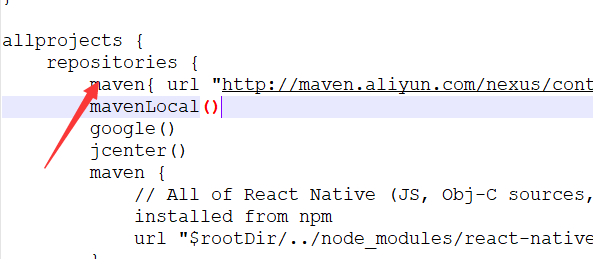 allprojects {
repositories {
maven{ url "http://maven.aliyun.com/nexus/cont
mavenLocal()
google()
jcenter()
maven {
// All of React Native (JS, Obj-C sources,
installed from npm
url "$rootDir/../node_modules/react-native